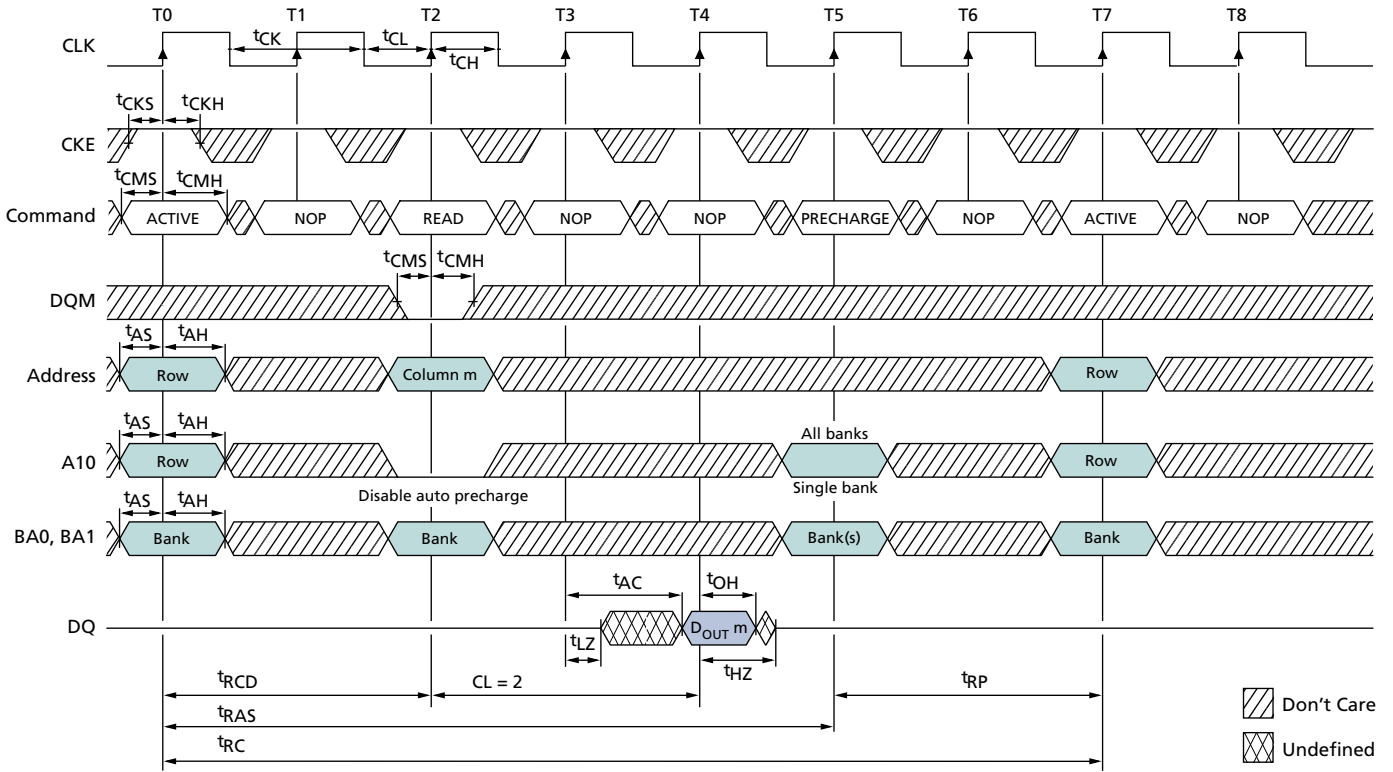 T0 T1 T2 T3 T4 T5 T6 T7 T8
CLK
tCK tCL
tCH
tCKS tCKH
CKE
tCMS tCMH
Command ACTIVE NOP READ NOP NOP PRECHARGE NOP ACTIVE NOP
tCMS tCMH
DQM
tAS tAH
Address Row Column m Row
tAS tAH
All banks
A10 Row Row
Disable auto precharge Single bank
tAS tAH
BA0, BA1 Bank Bank Bank(s) Bank
tAC tOH
DQ DOUT m
tLZ tHZ
tRCD CL = 2 tRP
tRAS
Don't Care
tRC
Undefined